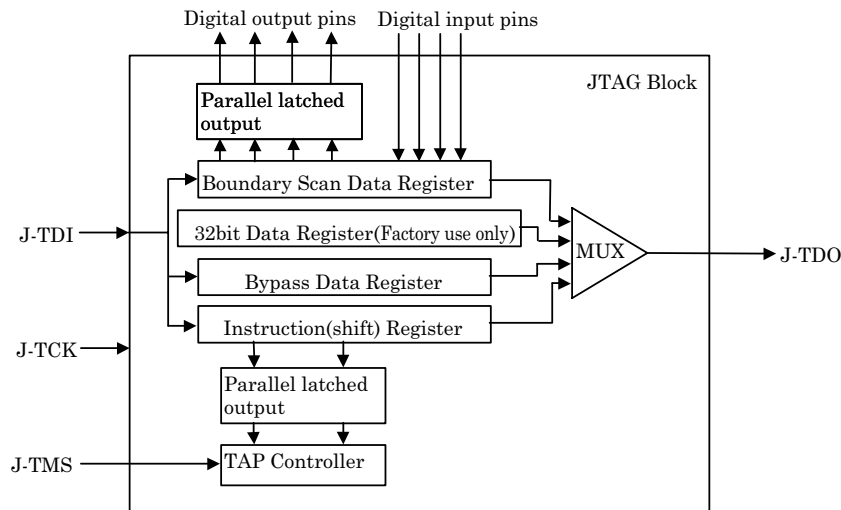 Digital output pins
Digital input pins
JTAG Block
Parallel latched
output
Boundary Scan Data Register
J-TDI
32bit Data Register(Factory use only)
MUX
J-TDO
Bypass Data Register
Instruction(shift) Register
J-TCK
Parallel latched
output
TAP Controller
J-TMS